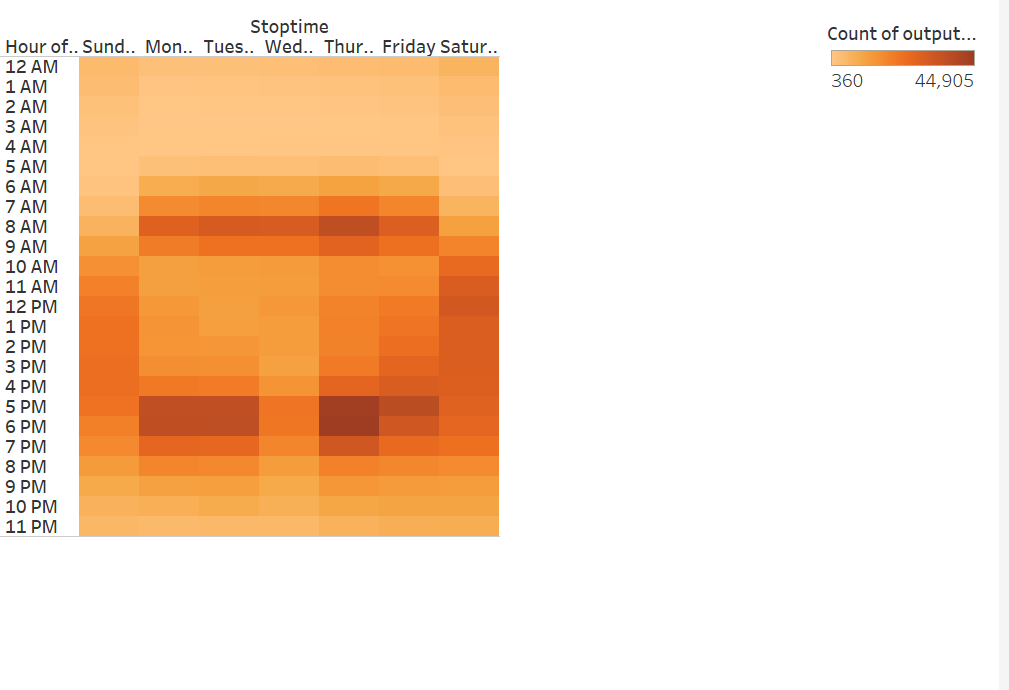 Stoptime
Hour of.. Sund.. Mon.. Tues.. Wed.. Thur.. Friday Satur..
12 AM
1 AM
2 AM
3 AM
4 AM
5 AM
6 AM
7 AM
8 AM
9 AM
10 AM
11 AM
12 PM
1 PM
2 PM
3 PM
4 PM
5 PM
6 PM
7 PM
8 PM
9 PM
10 PM
11 PM
Count of output...
360 44,905